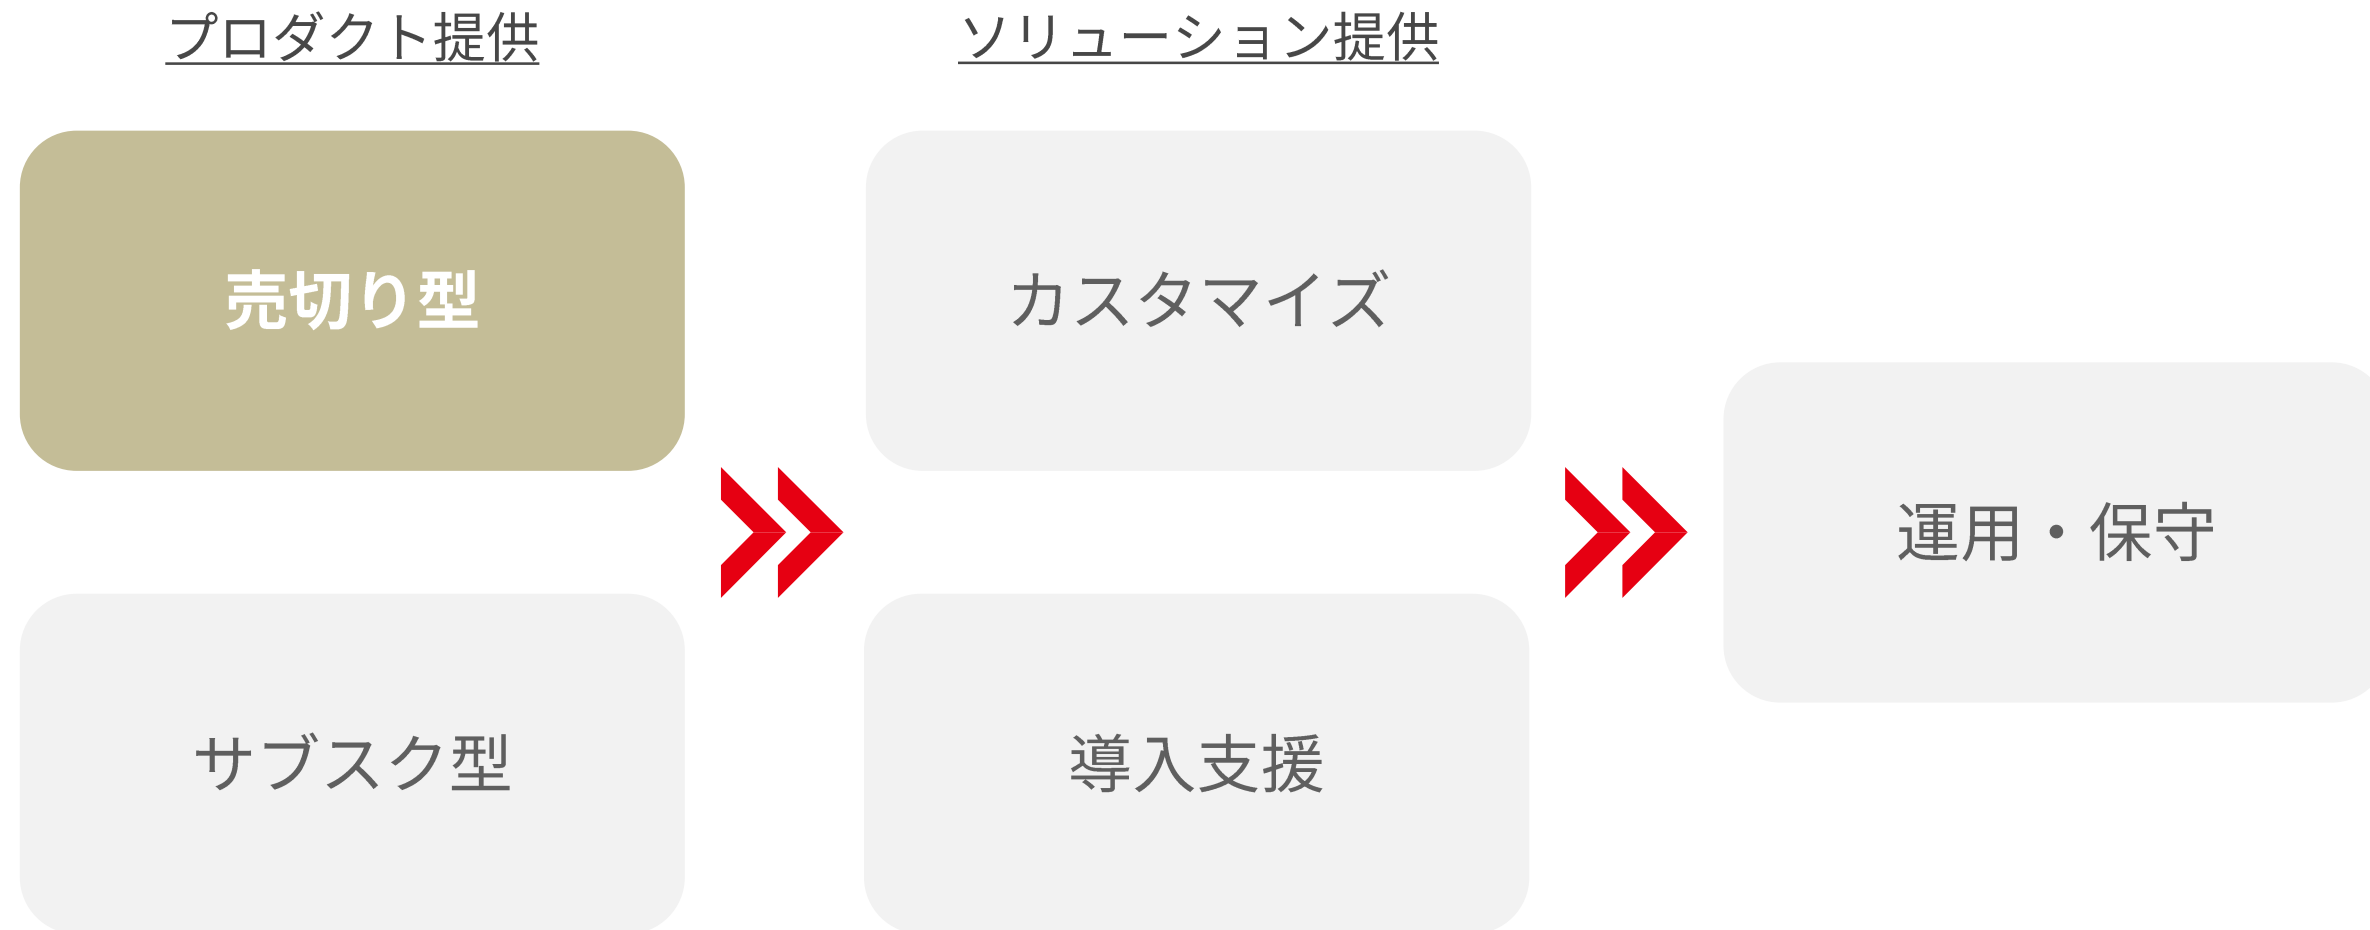 プロダクト提供
ソリューション提供
売切り型
カスタマイズ
運用・保守
サブスク型
導入支援